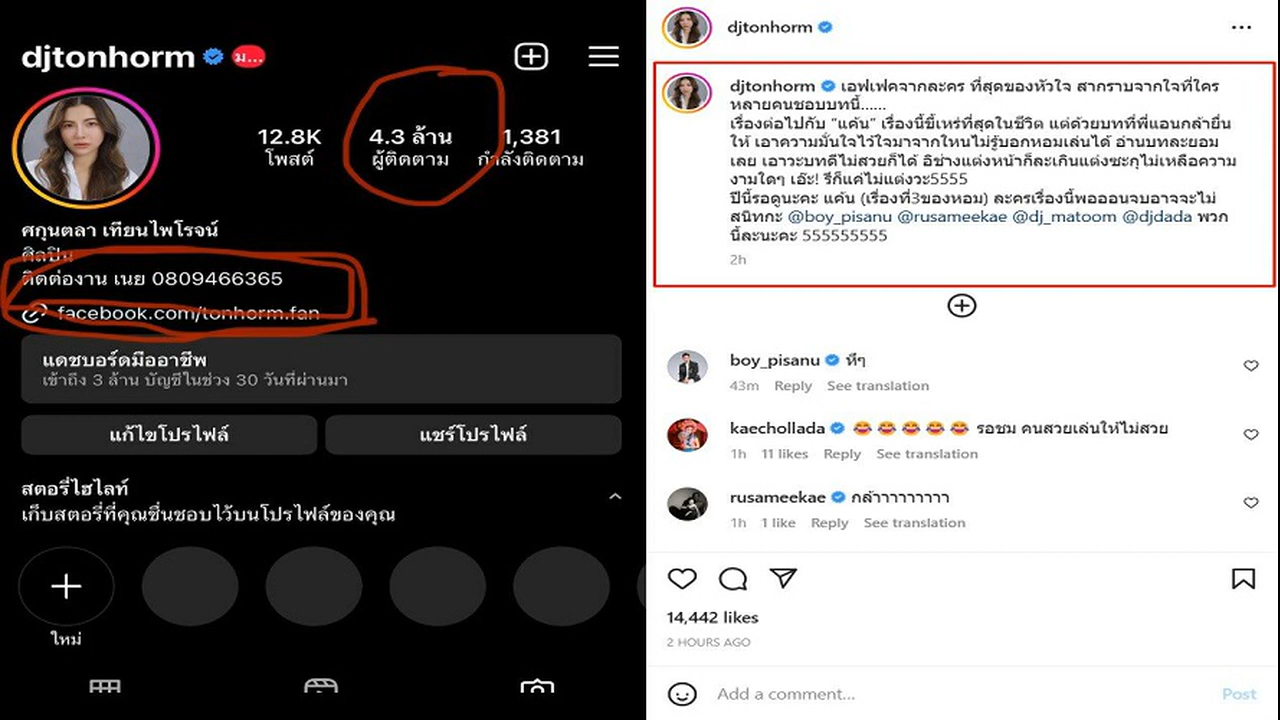 djtonhorm ม...
12.8K
โพสต์
4.3 ล้าน
ผู้ติดตาม
1,381
กำลังติดตาม
ศกุนตลา เทียนไพโรจน์
ศิลปิน
ติดต่องาน เนย 0809466365
facebook.com/tonhorm.fan
แดชบอร์ดมืออาชีพ
เข้าถึง 3 ล้าน บัญชีในช่วง 30 วันที่ผ่านมา
แก้ไขโปรไฟล์
แชร์โปรไฟล์
สตอรี่ไฮไลท์
เก็บสตอรี่ที่คุณชื่นชอบไว้บนโปรไฟล์ของคุณ
ใหม่
djtonhorm
djtonhorm เอฟเฟคจากละคร ที่สุดของหัวใจ สากราบจากใจที่ใคร
หลายคนชอบบทนี้......
เรื่องต่อไปกับ “แค้น” เรื่องนี้ขี้เหร่ที่สุดในชีวิต แต่ด้วยบทที่พี่แอนกล้ายื่น
ให้ เอาความมั่นใจไว้ใจมาจากไหนไม่รู้บอกหอมเล่นได้ อ่านบทละยอม
เลย เอาวะบทดีไม่สวยก็ได้ อิช่างแต่งหน้าก็ละเกินแต่งซะกุไม่เหลือความ
งามใดๆ เอ๊ะ! รึก็แค่ไม่แต่งวะ5555
ปีนี้รอดูนะคะ แค้น (เรื่องที่3ของหอม) ละครเรื่องนี้พอออนจบอาจจะไม่
สนิทกะ @boy_pisanu @rusameekae @dj_matoom @djdada พวก
นี้ละนะคะ 555555555
2h
boy_pisanu หึๆ
43m Reply See translation
kaechollada 😂😂😂😂😂 รอชม คนสวยเล่นให้ไม่สวย
1h 11 likes Reply See translation
rusameekae กล้าาาาาาาาา
1h 1 like Reply See translation
14,442 likes
2 HOURS AGO
Add a comment...
Post